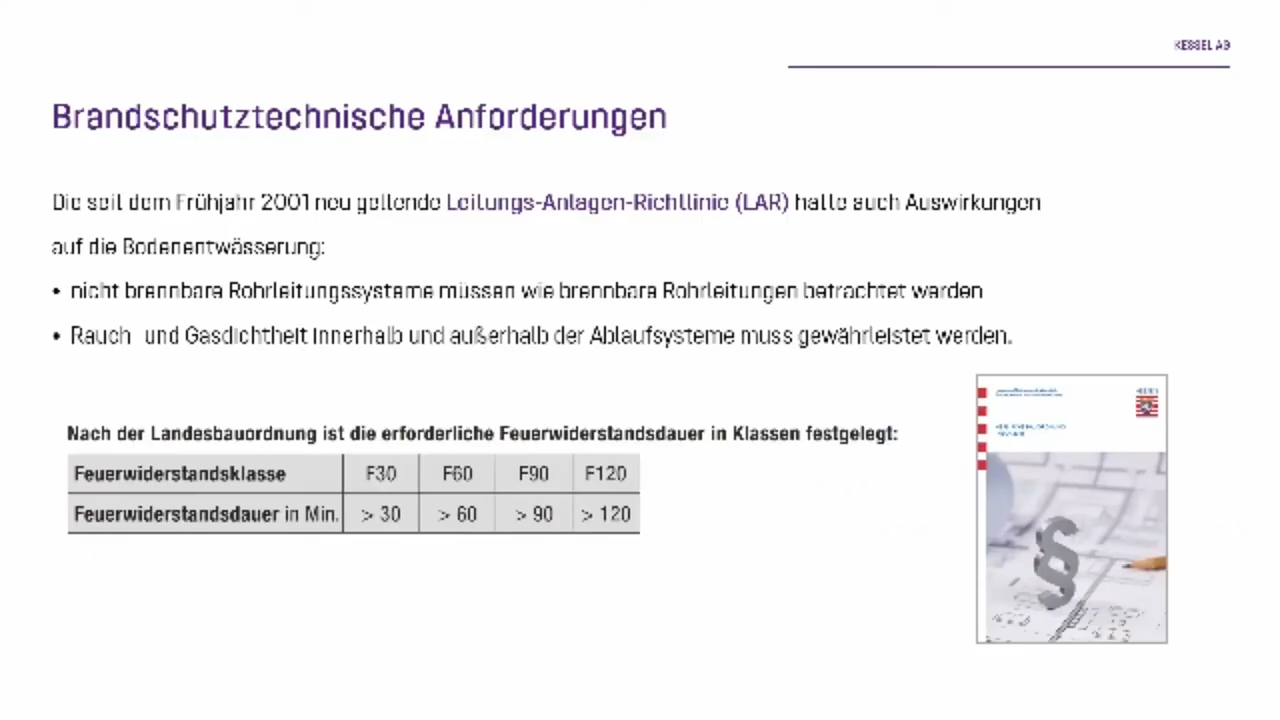 KESSEL AG
Brandschutztechnische Anforderungen
Die seit dem Frühjahr 2001 neu geltende Leitungs-Anlagen-Richtlinie (LAR) hatte auch Auswirkungen
auf die Bodenentwässerung:
• nicht brennbare Rohrleitungssysteme müssen wie brennbare Rohrleitungen betrachtet werden
• Rauch- und Gasdichtheit innerhalb und außerhalb der Ablaufsysteme muss gewährleistet werden.
Nach der Landesbauordnung ist die erforderliche Feuerwiderstandsdauer in Klassen festgelegt:
Feuerwiderstandsklasse F30 F60 F90 F120
Feuerwiderstandsdauer in Min. > 30 > 60 > 90 > 120
§